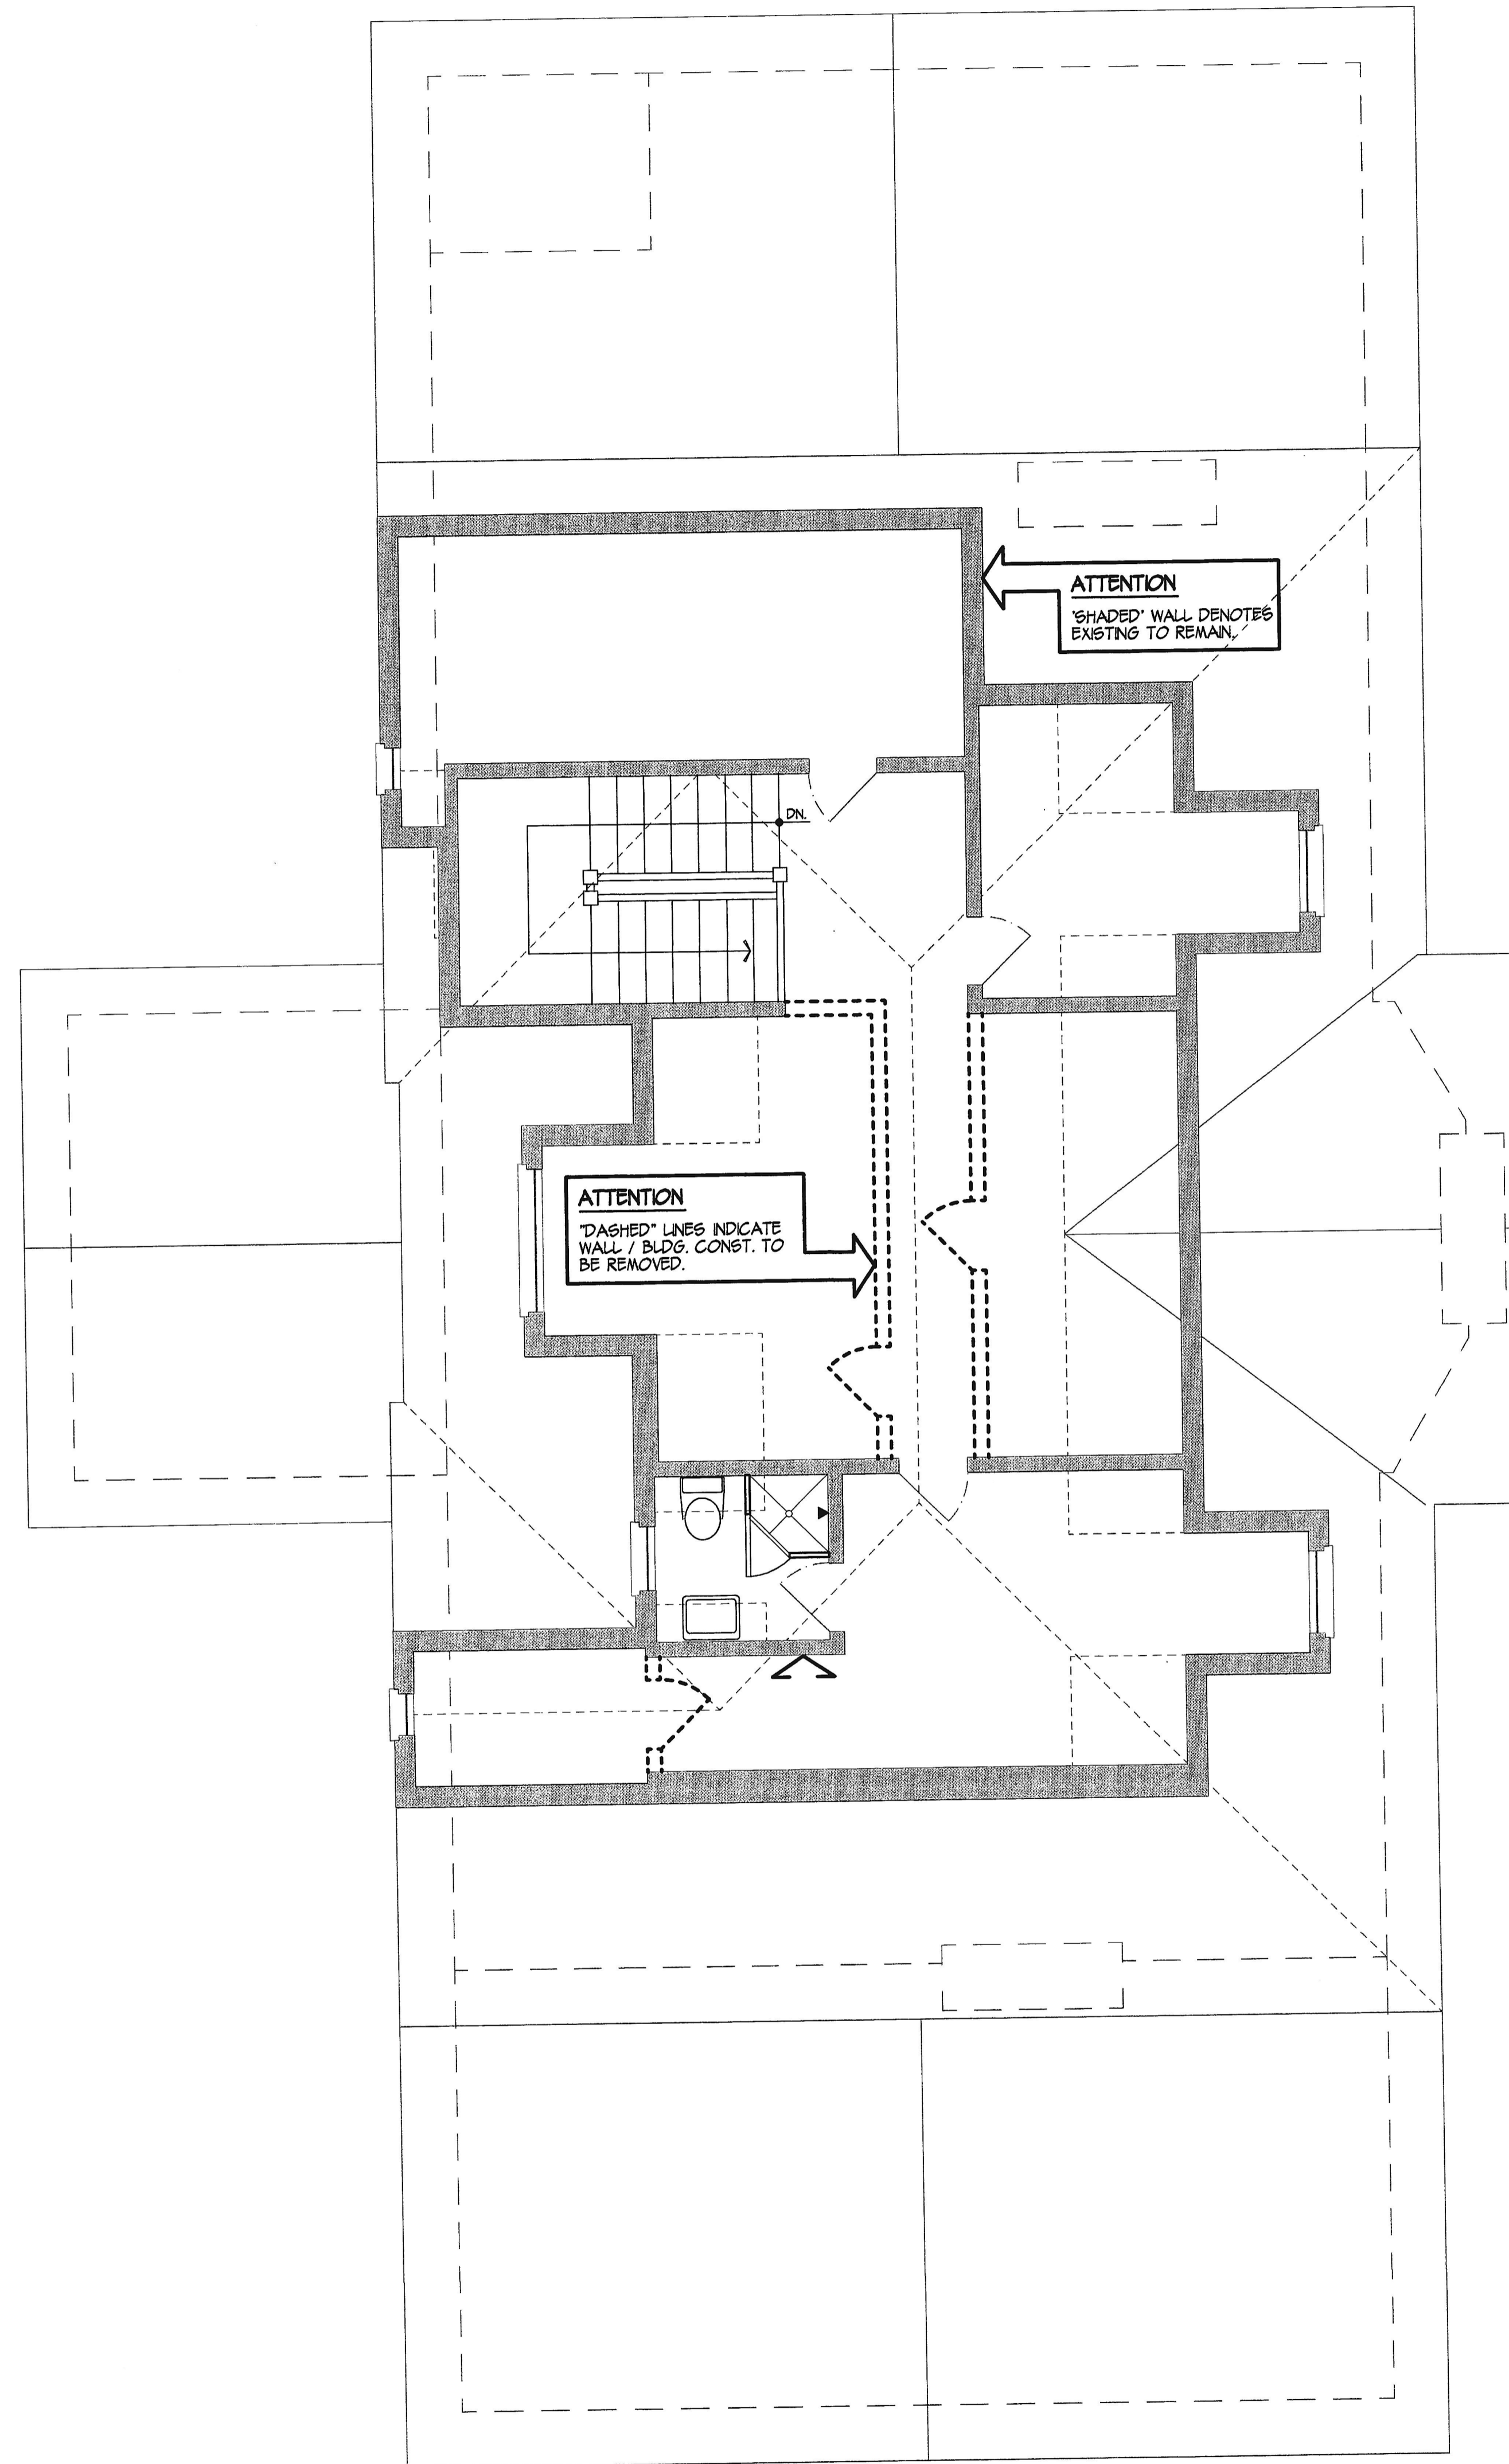 ATTENTION
'SHADED' WALL DENOTES
EXISTING TO REMAIN.
DN.
ATTENTION
"DASHED" LINES INDICATE
WALL / BLDG. CONST. TO
BE REMOVED.